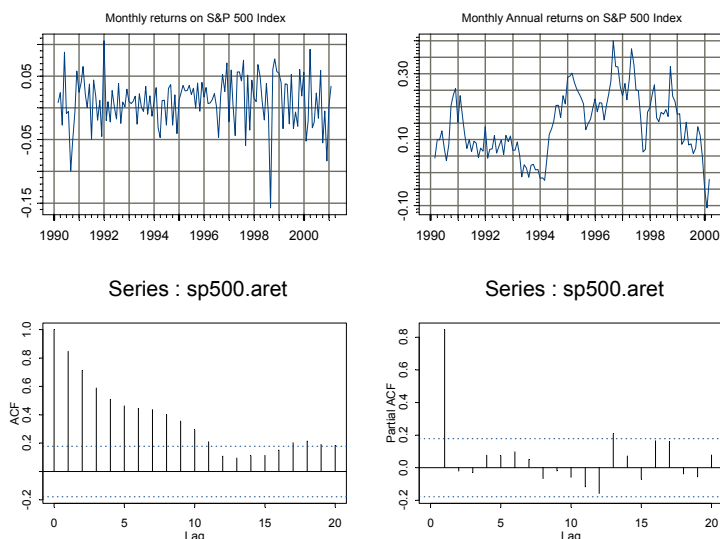 Monthly returns on S&P 500 Index
0.05
-0.05
-0.15
1990 1992 1994 1996 1998 2000
Monthly Annual returns on S&P 500 Index
0.30
0.10
-0.10
1990 1992 1994 1996 1998 2000
Series : sp500.aret
ACF
1.0
0.8
0.6
0.4
0.2
-0.2
0 5 10 15 20
Lag
Series : sp500.aret
Partial ACF
0.8
0.6
0.4
0.2
0.0
-0.2
0 5 10 15 20
Lag